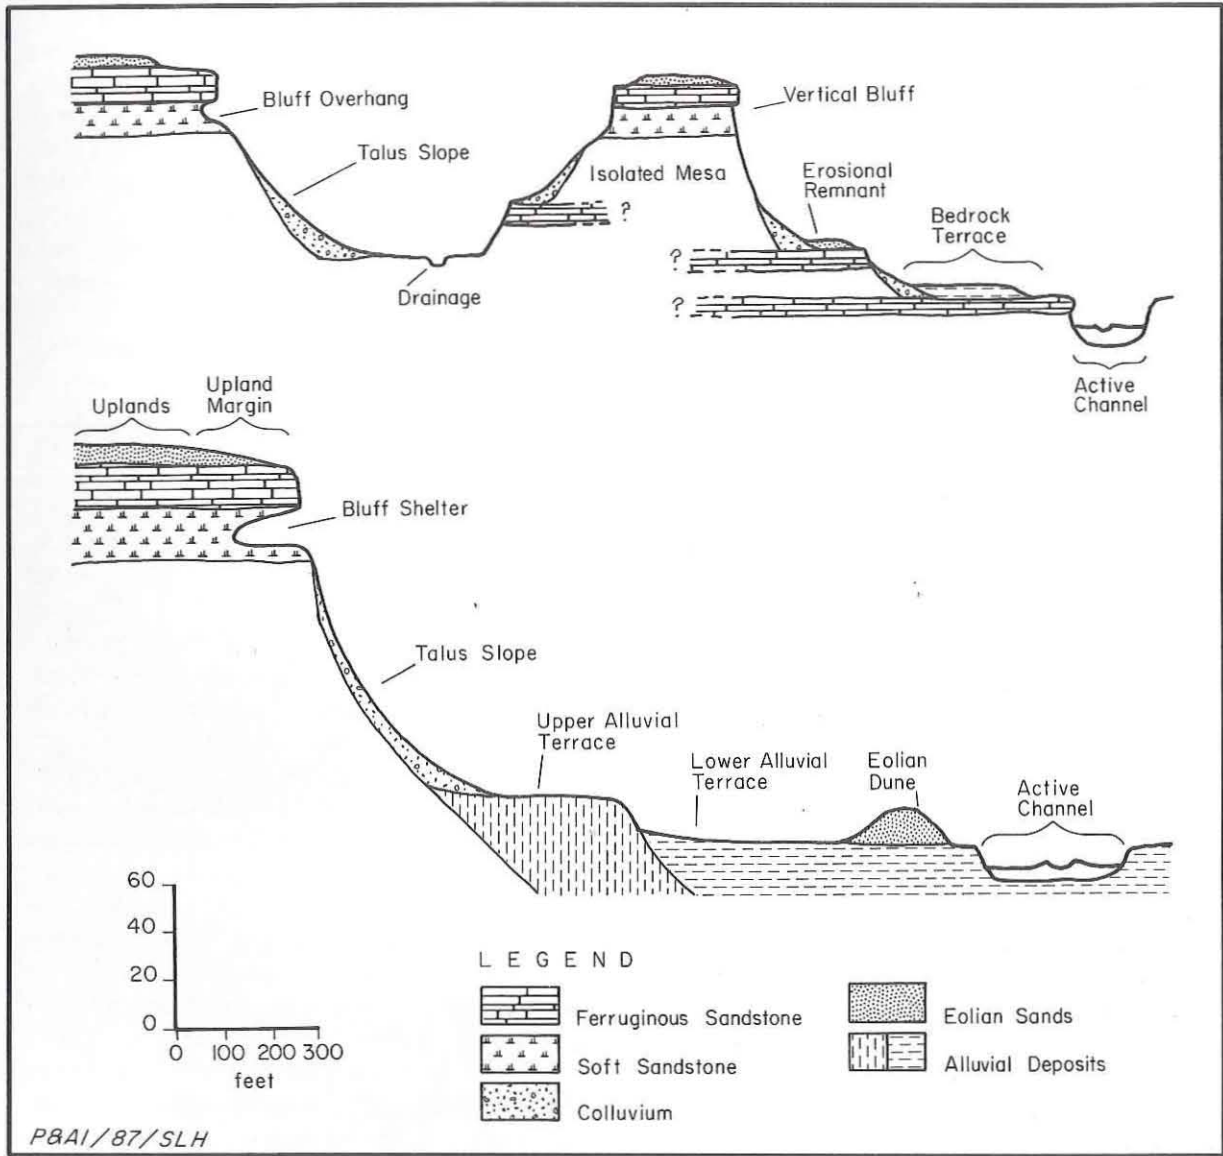 Bluff Overhang
Vertical Bluff
Talus Slope
Isolated Mesa
Erosional
Remnant
Bedrock
Terrace
?
?
?
Drainage
Active
Channel
Uplands
Upland
Margin
Bluff Shelter
Talus Slope
Upper Alluvial
Terrace
Lower Alluvial
Terrace
Eolian
Dune
Active
Channel
60
40
20
0
0 100 200 300
feet
LEGEND
Ferruginous Sandstone
Soft Sandstone
Colluvium
Eolian Sands
Alluvial Deposits
P&AI/87/SLH